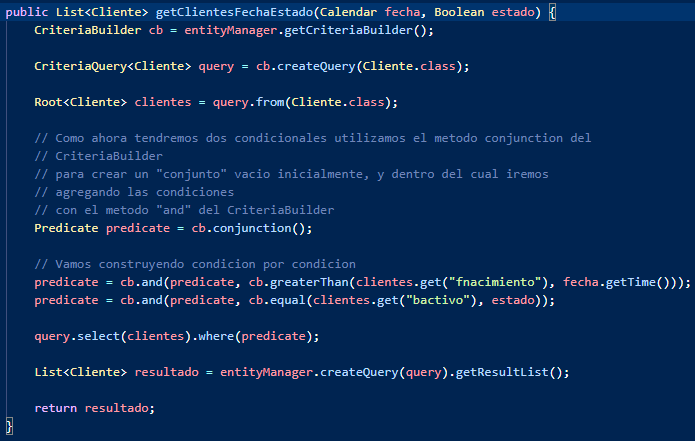 public List<Cliente> getClientesFechaEstado(Calendar fecha, Boolean estado) {
CriteriaBuilder cb = entityManager.getCriteriaBuilder();
CriteriaQuery<Cliente> query = cb.createQuery(Cliente.class);
Root<Cliente> clientes = query.from(Cliente.class);
// Como ahora tendremos dos condicionales utilizamos el metodo conjunction del
// CriteriaBuilder
// para crear un "conjunto" vacio inicialmente, y dentro del cual iremos
// agregando las condiciones
// con el metodo "and" del CriteriaBuilder
Predicate predicate = cb.conjunction();
// Vamos construyendo condicion por condicion
predicate = cb.and(predicate, cb.greaterThan(clientes.get("fnacimiento"), fecha.getTime()));
predicate = cb.and(predicate, cb.equal(clientes.get("bactivo"), estado));
query.select(clientes).where(predicate);
List<Cliente> resultado = entityManager.createQuery(query).getResultList();
return resultado;
}